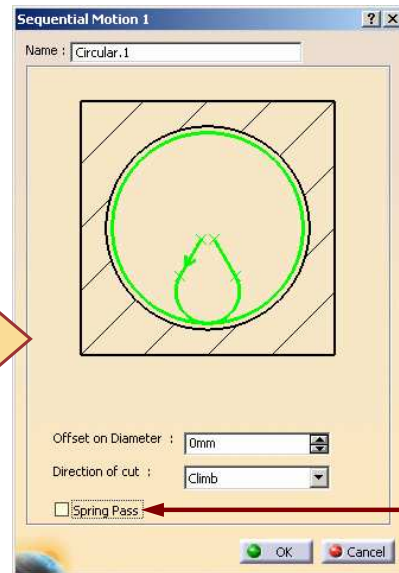 Sequential Motion 1
Name : Circular.1
Offset on Diameter : 0mm
Direction of cut : Climb
Spring Pass
OK Cancel